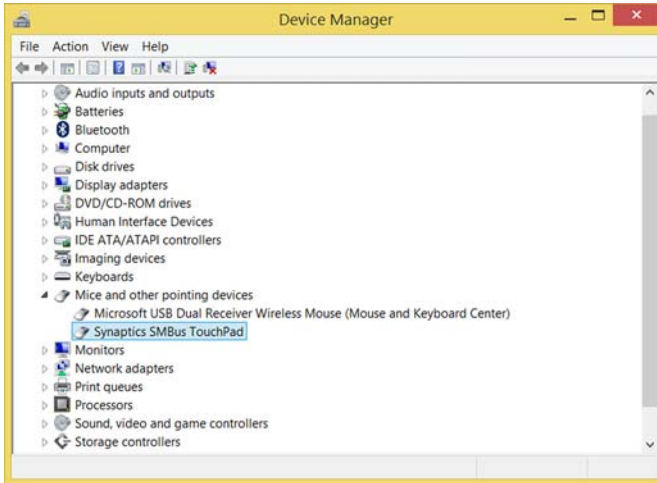 Device Manager
File Action View Help
Audio inputs and outputs
Batteries
Bluetooth
Computer
Disk drives
Display adapters
DVD/CD-ROM drives
Human Interface Devices
IDE ATA/ATAPI controllers
Imaging devices
Keyboards
Mice and other pointing devices
Microsoft USB Dual Receiver Wireless Mouse (Mouse and Keyboard Center)
Synaptics SMBus TouchPad
Monitors
Network adapters
Print queues
Processors
Sound, video and game controllers
Storage controllers